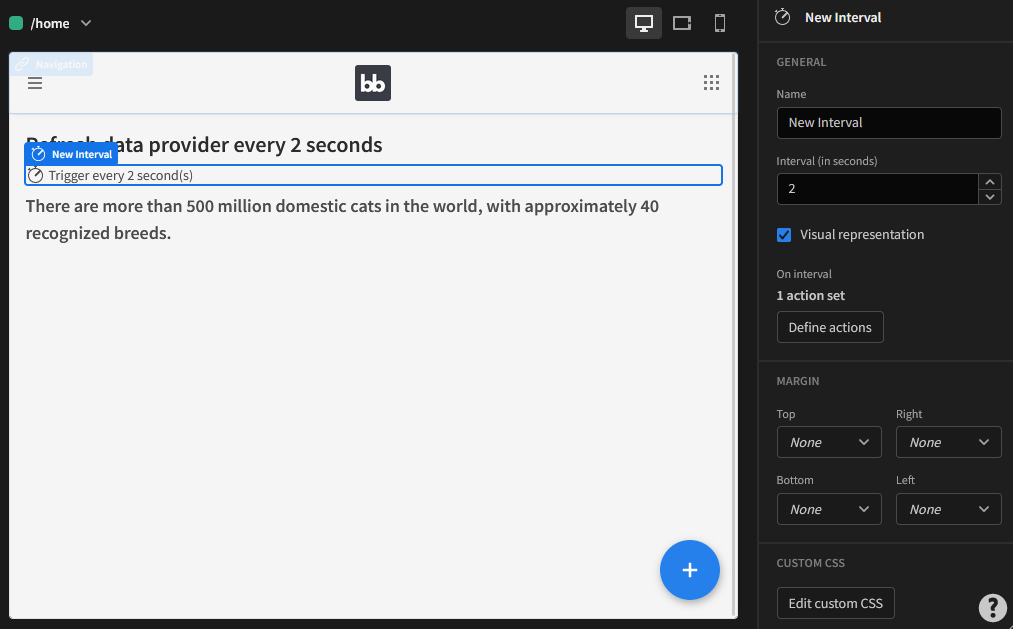 /home
Navigation
bb
Refresh data provider every 2 seconds
New Interval
Trigger every 2 second(s)
There are more than 500 million domestic cats in the world, with approximately 40
recognized breeds.
+
New Interval
GENERAL
Name
New Interval
Interval (in seconds)
2
Visual representation
On interval
1 action set
Define actions
MARGIN
Top Right
None None
Bottom Left
None None
CUSTOM CSS
Edit custom CSS
?